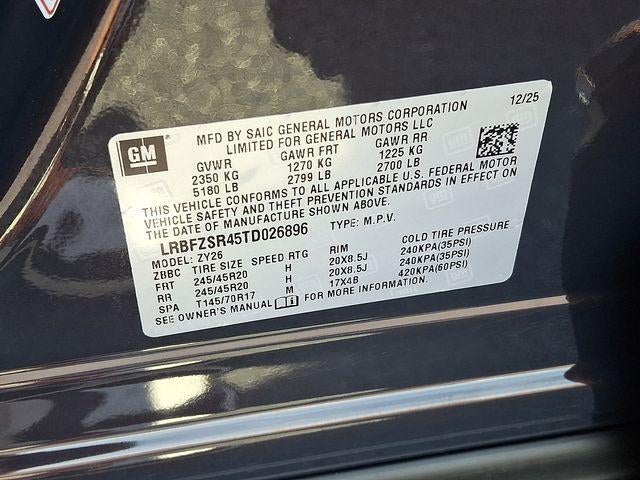 GM
MFD BY SAIC GENERAL MOTORS CORPORATION 12/25
LIMITED FOR GENERAL MOTORS LLC
GVWR GAWR FRT GAWR RR
2350 KG 1270 KG 1225 KG
5180 LB 2799 LB 2700 LB
THIS VEHICLE CONFORMS TO ALL APPLICABLE U.S. FEDERAL MOTOR
VEHICLE SAFETY AND THEFT PREVENTION STANDARDS IN EFFECT ON
THE DATE OF MANUFACTURE SHOWN ABOVE.
LRBFZSR45TD026896 TYPE: M.P.V.
MODEL: ZY26
ZBBC TIRE SIZE SPEED RTG RIM COLD TIRE PRESSURE
FRT 245/45R20 H 20X8.5J 240KPA(35PSI)
RR 245/45R20 H 20X8.5J 240KPA(35PSI)
SPA T145/70R17 M 17X4B 420KPA(60PSI)
SEE OWNER'S MANUAL FOR MORE INFORMATION.